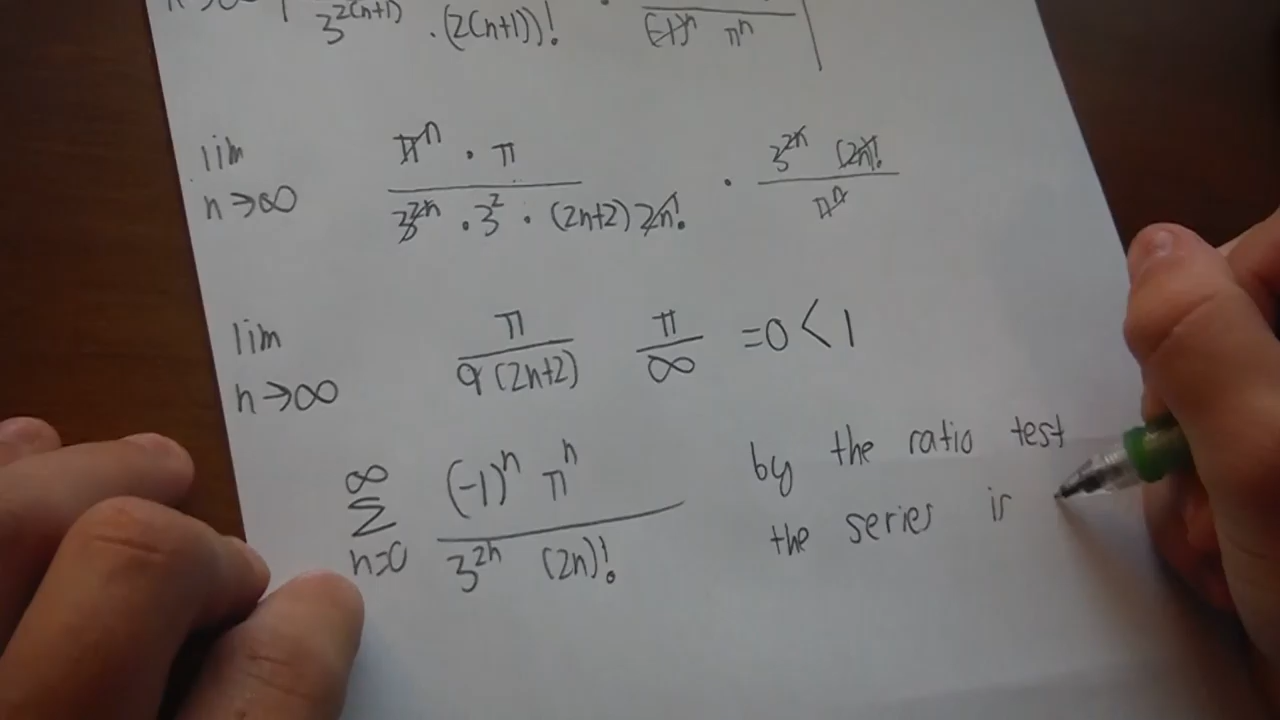 3^{2(n+1)} · (2(n+1))! · (-1)^n π^n
lim n→∞ π^n · π / 3^{2n} · 3^2 · (2n+2) 2n! · 3^{2n} (2n)! / π^n
lim n→∞ π / 9(2n+2) π / ∞ =0 < 1
∞ Σ n=0 (-1)^n π^n / 3^{2n} (2n)!
by the ratio test
the series is